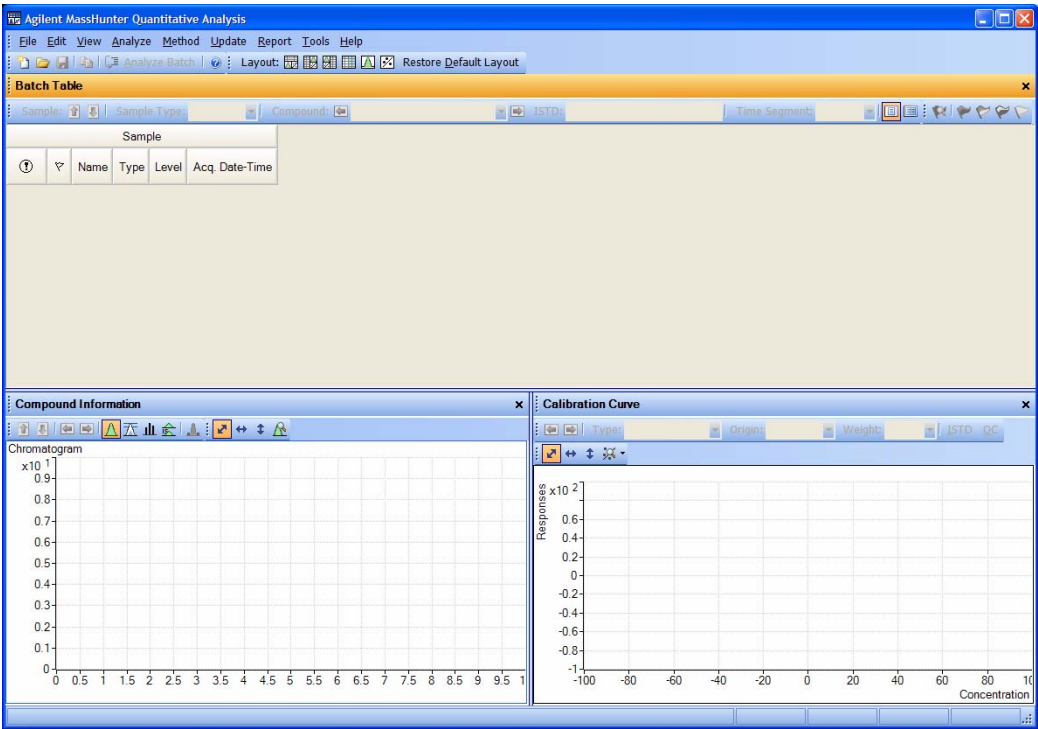 Agilent MassHunter Quantitative Analysis
File Edit View Analyze Method Update Report Tools Help
Analyze Batch Layout: Restore Default Layout
Batch Table
Sample: Sample Type: Compound: ISTD: Time Segment:
Sample
Name Type Level Acq. Date-Time
Compound Information
Chromatogram
x10 1
0.9
0.8
0.7
0.6
0.5
0.4
0.3
0.2
0.1
0
0 0.5 1 1.5 2 2.5 3 3.5 4 4.5 5 5.5 6 6.5 7 7.5 8 8.5 9 9.5 1
Calibration Curve
Type: Origin: Weight: ISTD QC
Responses
x10 2
0.6
0.4
0.2
0
-0.2
-0.4
-0.6
-0.8
-1
-100 -80 -60 -40 -20 0 20 40 60 80 10
Concentration